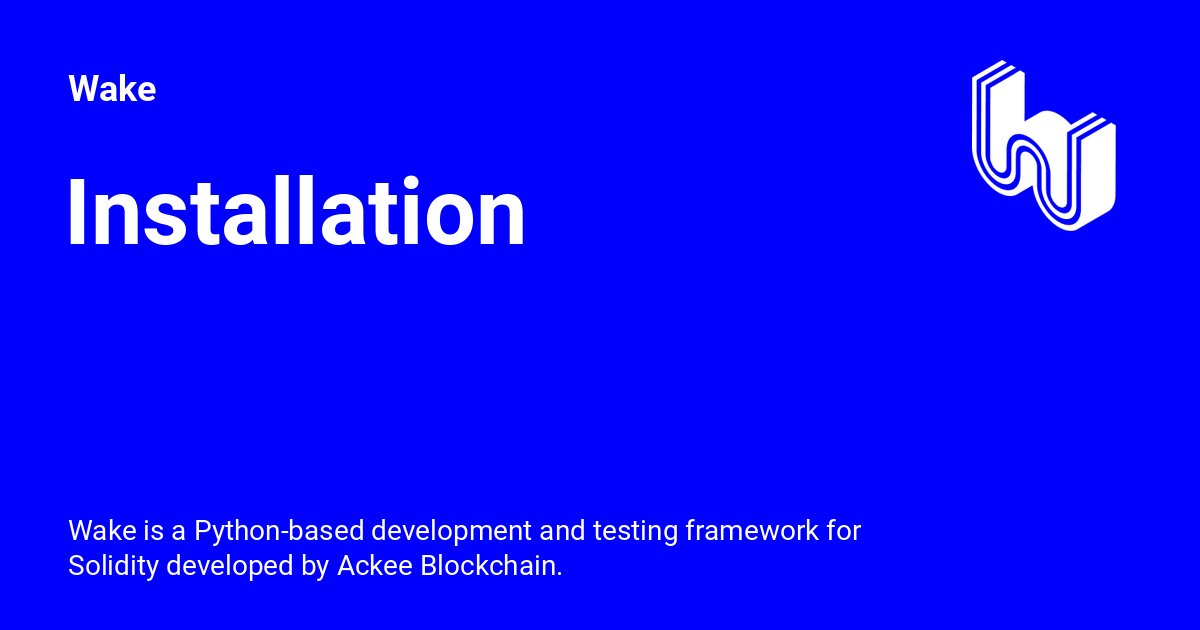 Wake
Installation
Wake is a Python-based development and testing framework for
Solidity developed by Ackee Blockchain.